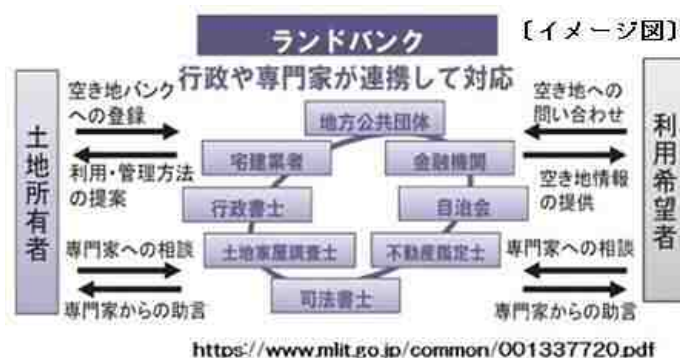 ランドバンク
〔イメージ図〕
行政や専門家が連携して対応
土地所有者
空き地バンク
への登録
利用・管理方法
の提案
専門家への相談
専門家からの助言
地方公共団体
宅建業者
金融機関
行政書士
自治会
土地家屋調査士
不動産鑑定士
司法書士
空き地への
問い合わせ
空き地情報
の提供
専門家への相談
専門家からの助言
利用希望者
https://www.mlit.go.jp/common/001337720.pdf